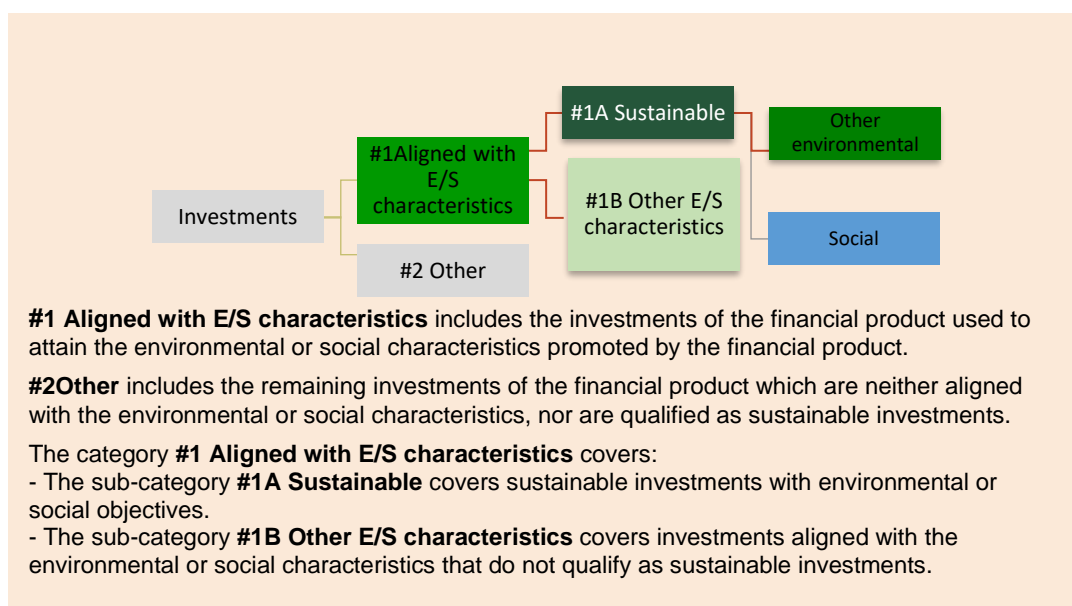 #1A Sustainable
Other
environmental
#1Aligned with
E/S
characteristics
#1B Other E/S
characteristics
Investments
Social
#2 Other
#1 Aligned with E/S characteristics includes the investments of the financial product used to
attain the environmental or social characteristics promoted by the financial product.
#2Other includes the remaining investments of the financial product which are neither aligned
with the environmental or social characteristics, nor are qualified as sustainable investments.
The category #1 Aligned with E/S characteristics covers:
- The sub-category #1A Sustainable covers sustainable investments with environmental or
social objectives.
- The sub-category #1B Other E/S characteristics covers investments aligned with the
environmental or social characteristics that do not qualify as sustainable investments.